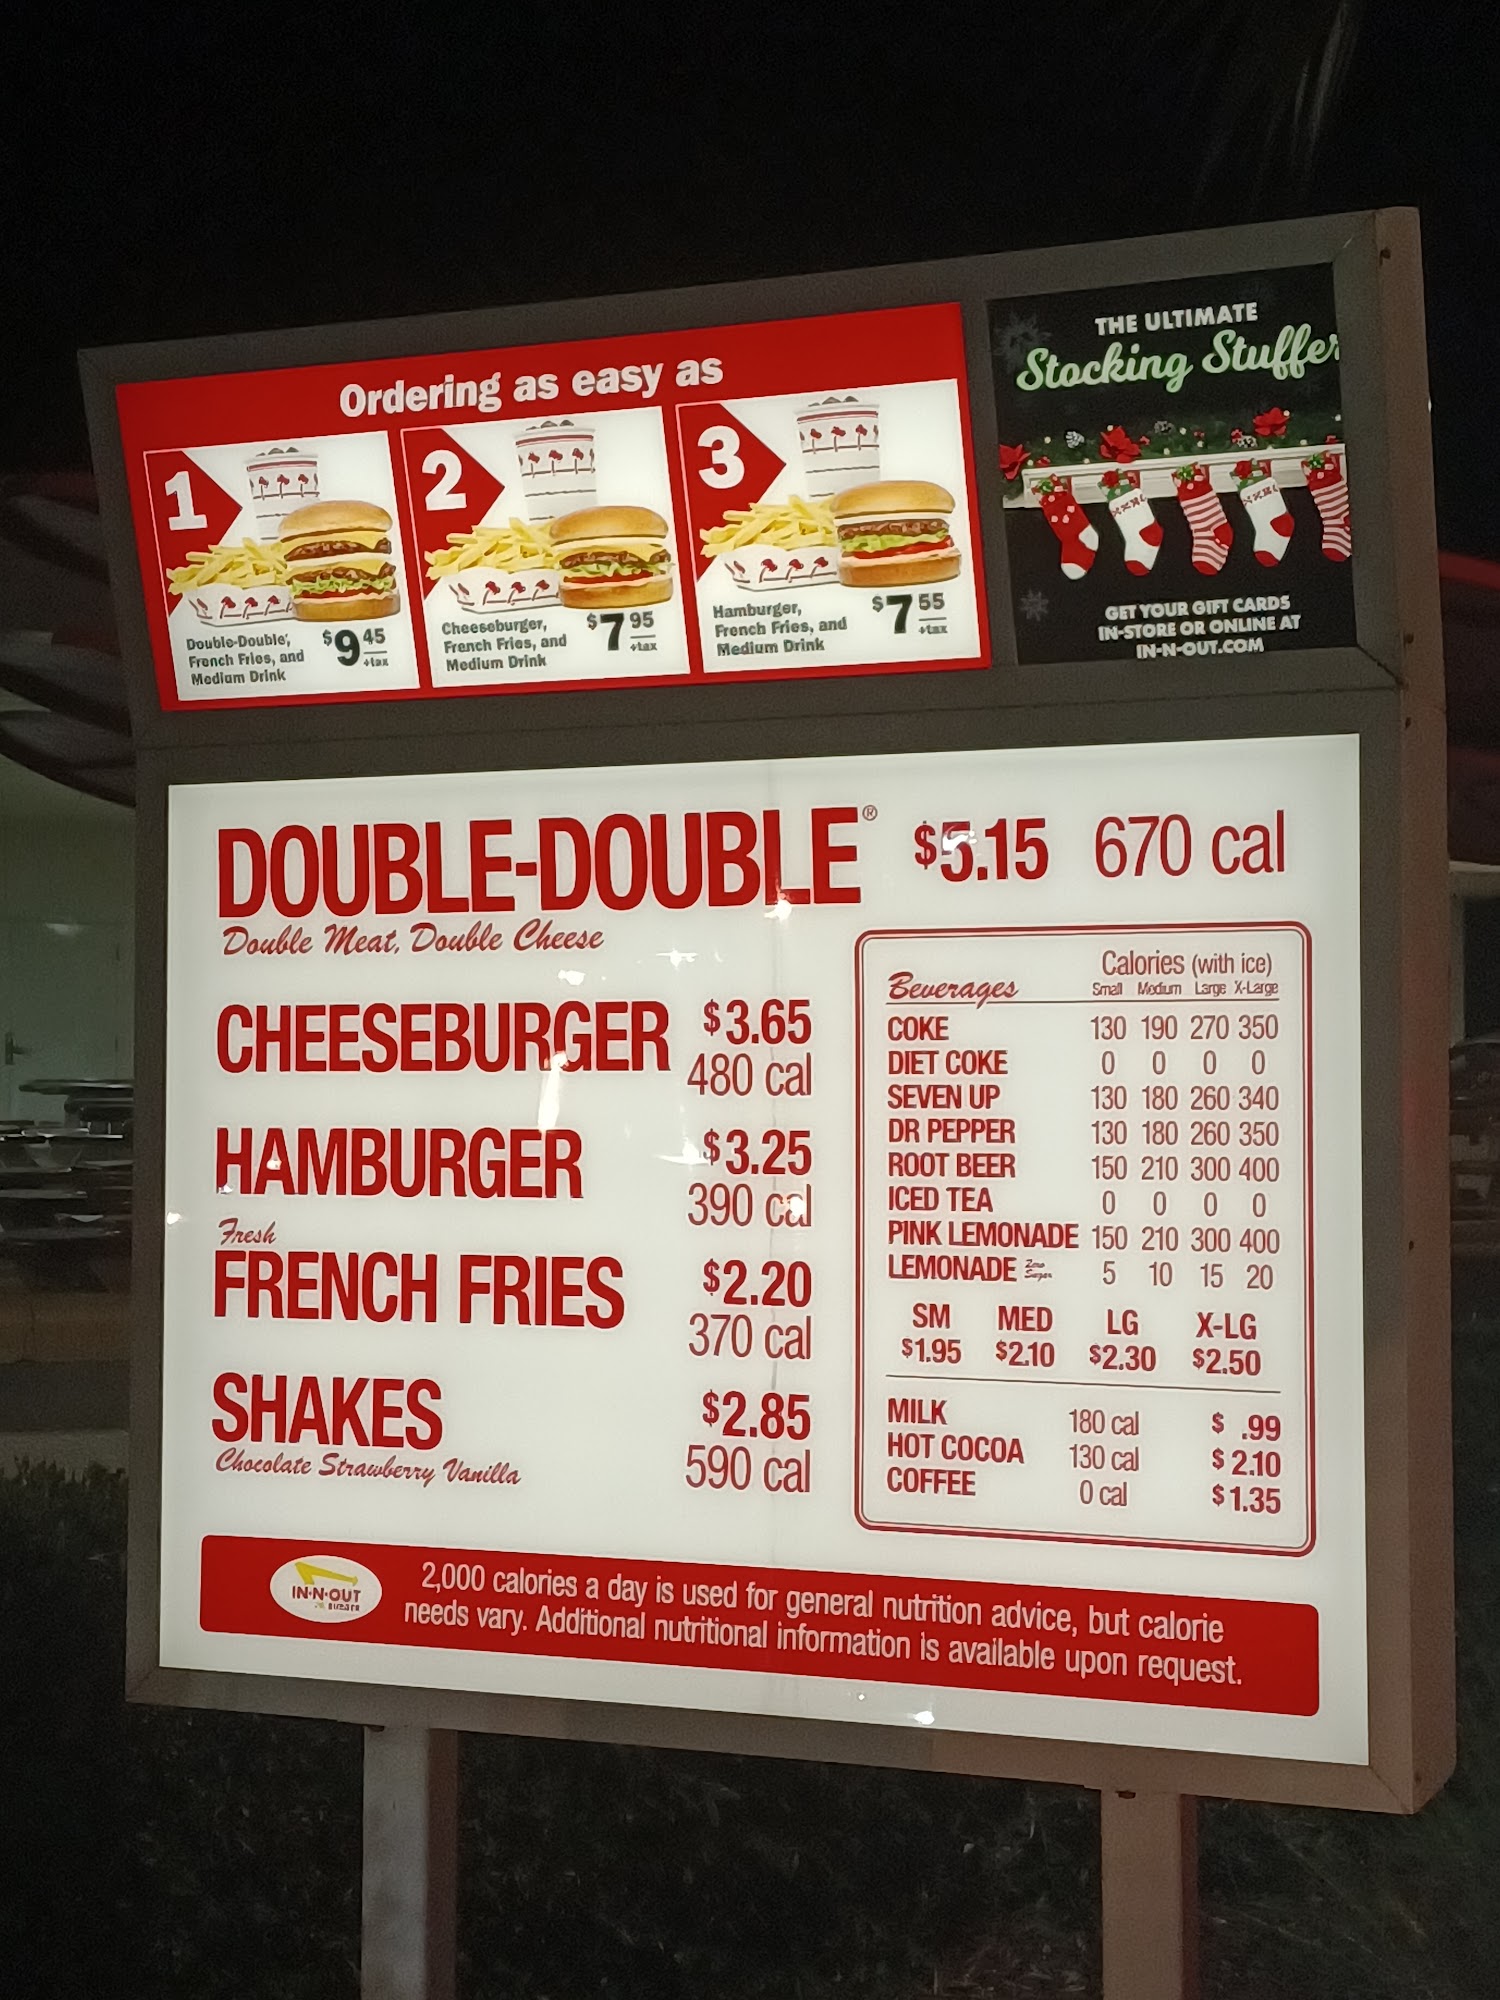 Ordering as easy as
1
Double-Double®,
French Fries, and
Medium Drink
$9 45
+tax
2
Cheeseburger,
French Fries, and
Medium Drink
$7 95
+tax
3
Hamburger,
French Fries, and
Medium Drink
$7 55
+tax
THE ULTIMATE
Stocking Stuffer
GET YOUR GIFT CARDS
IN-STORE OR ONLINE AT
IN-N-OUT.COM
DOUBLE-DOUBLE® $5.15 670 cal
Double Meat, Double Cheese
CHEESEBURGER $3.65
480 cal
HAMBURGER $3.25
390 cal
Fresh
FRENCH FRIES $2.20
370 cal
SHAKES $2.85
Chocolate Strawberry Vanilla 590 cal
Calories (with ice)
Beverages Small Medium Large X-Large
COKE 130 190 270 350
DIET COKE 0 0 0 0
SEVEN UP 130 180 260 340
DR PEPPER 130 180 260 350
ROOT BEER 150 210 300 400
ICED TEA 0 0 0 0
PINK LEMONADE 150 210 300 400
LEMONADE Zero Sugar 5 10 15 20
SM MED LG X-LG
$1.95 $2.10 $2.30 $2.50
MILK 180 cal $ .99
HOT COCOA 130 cal $2.10
COFFEE 0 cal $1.35
IN-N-OUT
BURGER
2,000 calories a day is used for general nutrition advice, but calorie
needs vary. Additional nutritional information is available upon request.